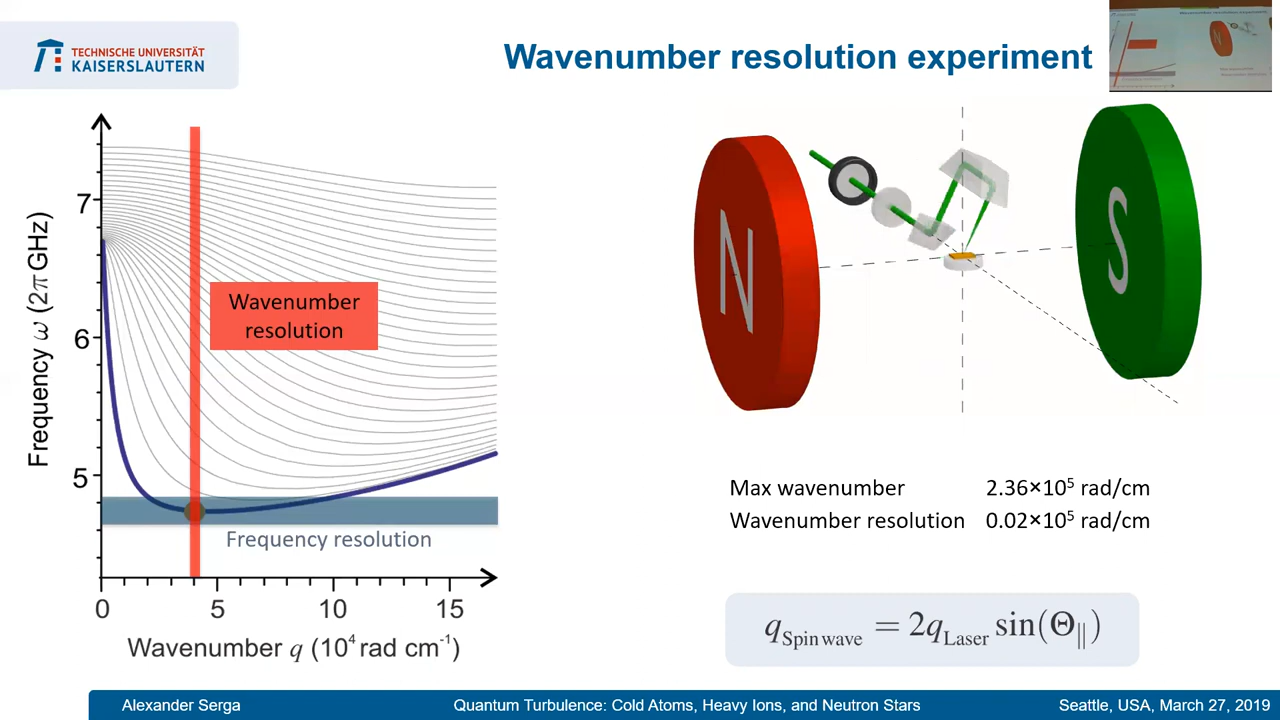 TECHNISCHE UNIVERSITÄT
KAISERSLAUTERN
Wavenumber resolution experiment
Frequency ω (2π GHz)
7
6
5
Wavenumber
resolution
Frequency resolution
0
5
10
15
Wavenumber q (10⁴ rad cm⁻¹)
N
S
Max wavenumber 2.36×10⁵ rad/cm
Wavenumber resolution 0.02×10⁵ rad/cm
q_Spin wave = 2q_Laser sin(Θ_∥)
Alexander Serga
Quantum Turbulence: Cold Atoms, Heavy Ions, and Neutron Stars
Seattle, USA, March 27, 2019